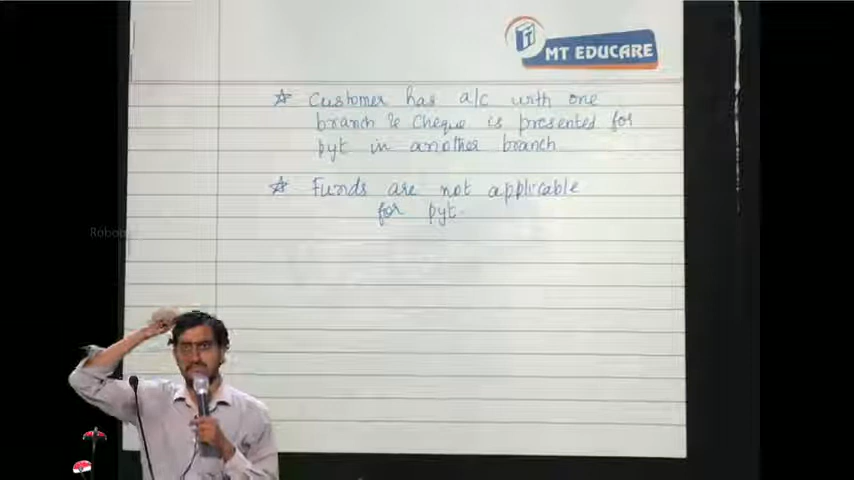 MT EDUCARE
☆ Customer has a/c with one
branch & Cheque is presented for
pyt in another branch
☆ Funds are not applicable
for pyt.